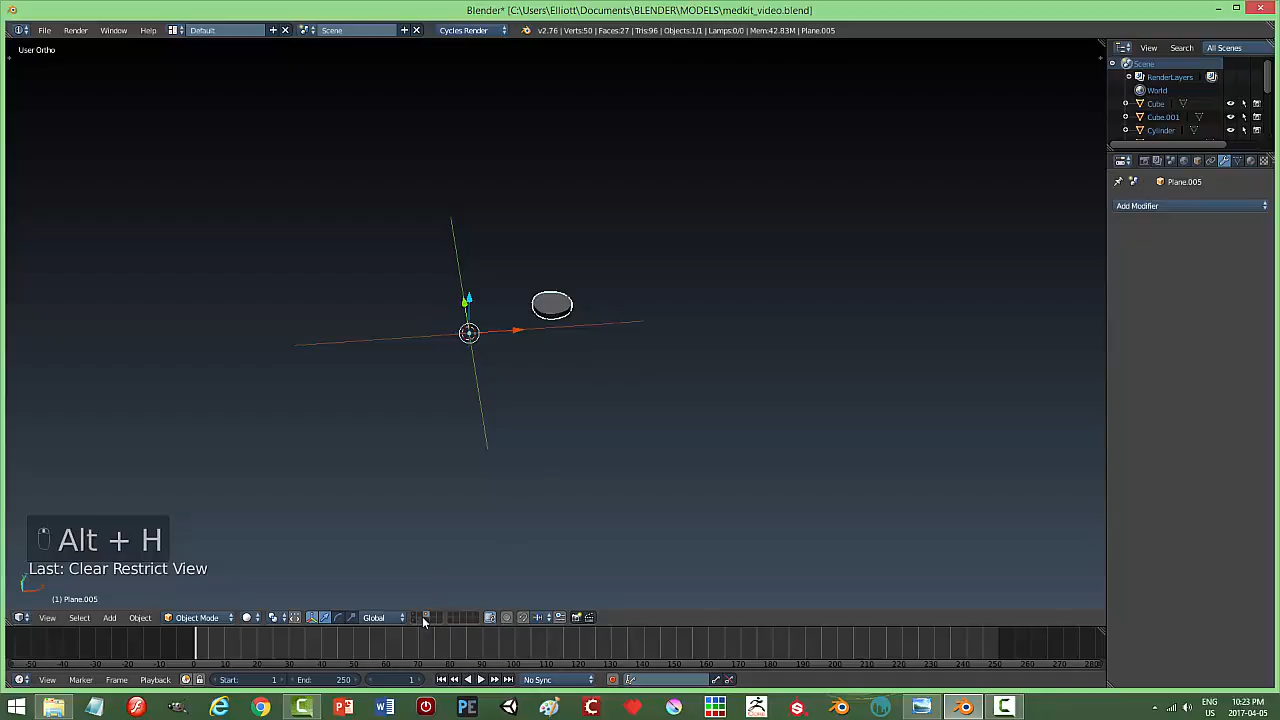 Blender* [C:\Users\Elliott\Documents\BLENDER\MODELS\medkit_video.blend]
File Render Window Help Default Scene Cycles Render v2.76 | Verts:50 | Faces:27 | Tris:96 | Objects:1/1 | Lamps:0/0 | Mem:42.83M | Plane.005
User Ortho
View Search All Scenes
Scene
RenderLayers
World
Cube
Cube.001
Cylinder
Plane.005
Add Modifier
Alt + H
Last: Clear Restrict View
(1) Plane.005
View Select Add Object Object Mode Global
-50 -40 -30 -20 -10 0 10 20 30 40 50 60 70 80 90 100 110 120 130 140 150 160 170 180 190 200 210 220 230 240 250 260 270 280
View Marker Frame Playback Start: 1 End: 250 1 No Sync
ENG 10:23 PM
US 2017-04-05